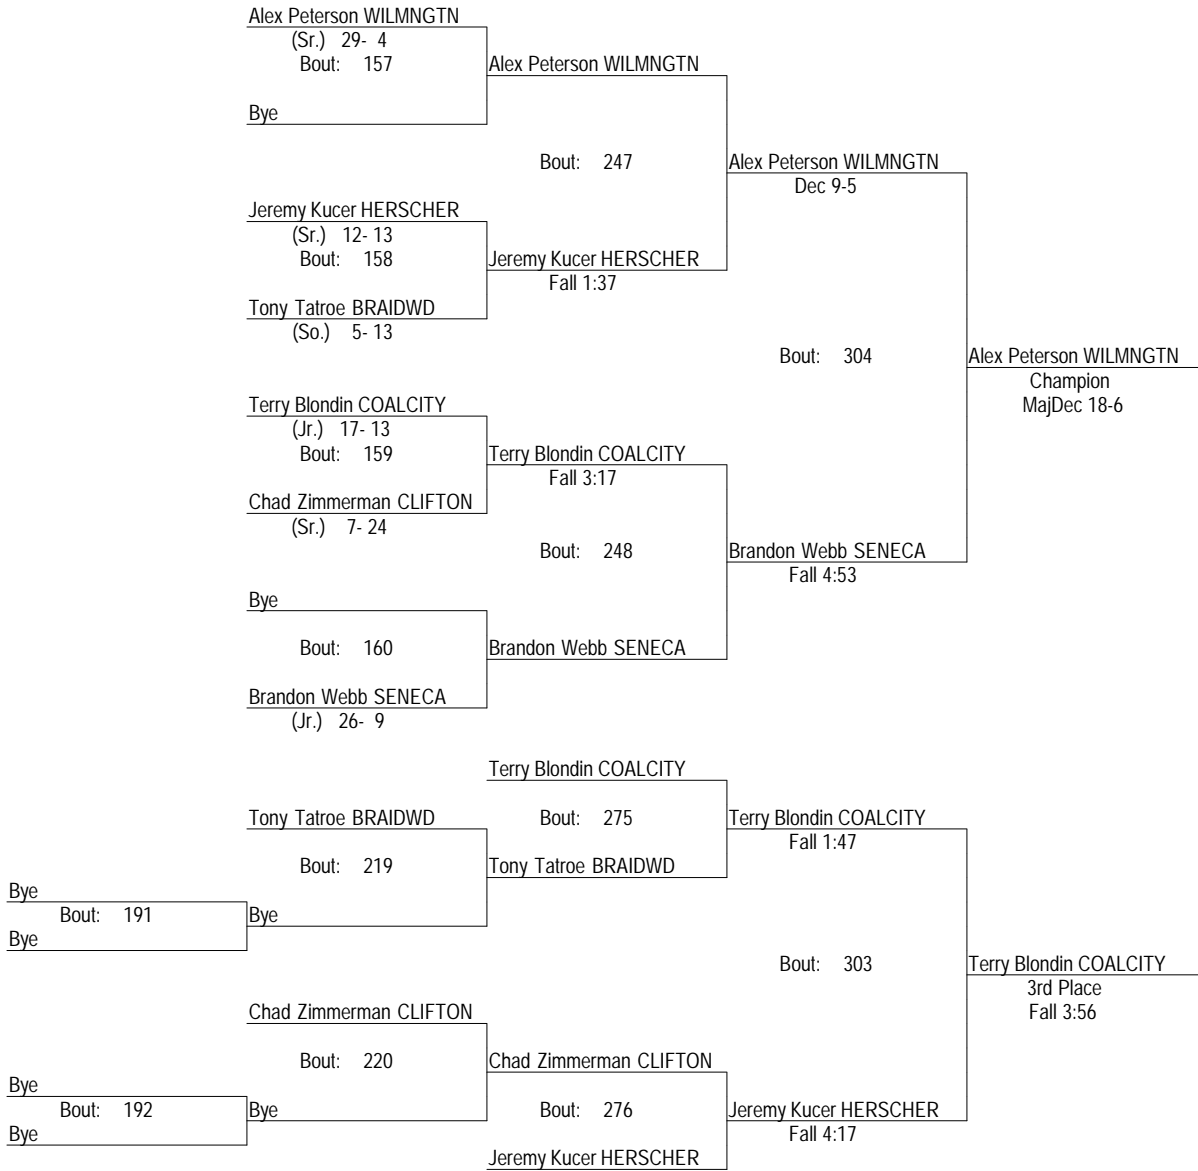 Alex Peterson WILMNGTN
(Sr.) 29- 4
Bout: 157
Alex Peterson WILMNGTN
Bye
Bout: 247
Alex Peterson WILMNGTN
Dec 9-5
Jeremy Kucer HERSCHER
(Sr.) 12- 13
Bout: 158
Jeremy Kucer HERSCHER
Fall 1:37
Tony Tatroe BRAIDWD
(So.) 5- 13
Bout: 304
Alex Peterson WILMNGTN
Champion
MajDec 18-6
Terry Blondin COALCITY
(Jr.) 17- 13
Bout: 159
Terry Blondin COALCITY
Fall 3:17
Chad Zimmerman CLIFTON
(Sr.) 7- 24
Bout: 248
Brandon Webb SENECA
Fall 4:53
Bye
Bout: 160
Brandon Webb SENECA
Brandon Webb SENECA
(Jr.) 26- 9
Terry Blondin COALCITY
Tony Tatroe BRAIDWD
Bout: 275
Terry Blondin COALCITY
Fall 1:47
Bout: 219
Tony Tatroe BRAIDWD
Bye
Bout: 191
Bye
Bye
Bout: 303
Terry Blondin COALCITY
3rd Place
Fall 3:56
Chad Zimmerman CLIFTON
Bout: 220
Chad Zimmerman CLIFTON
Bye
Bout: 192
Bye
Bye
Bout: 276
Jeremy Kucer HERSCHER
Fall 4:17
Jeremy Kucer HERSCHER